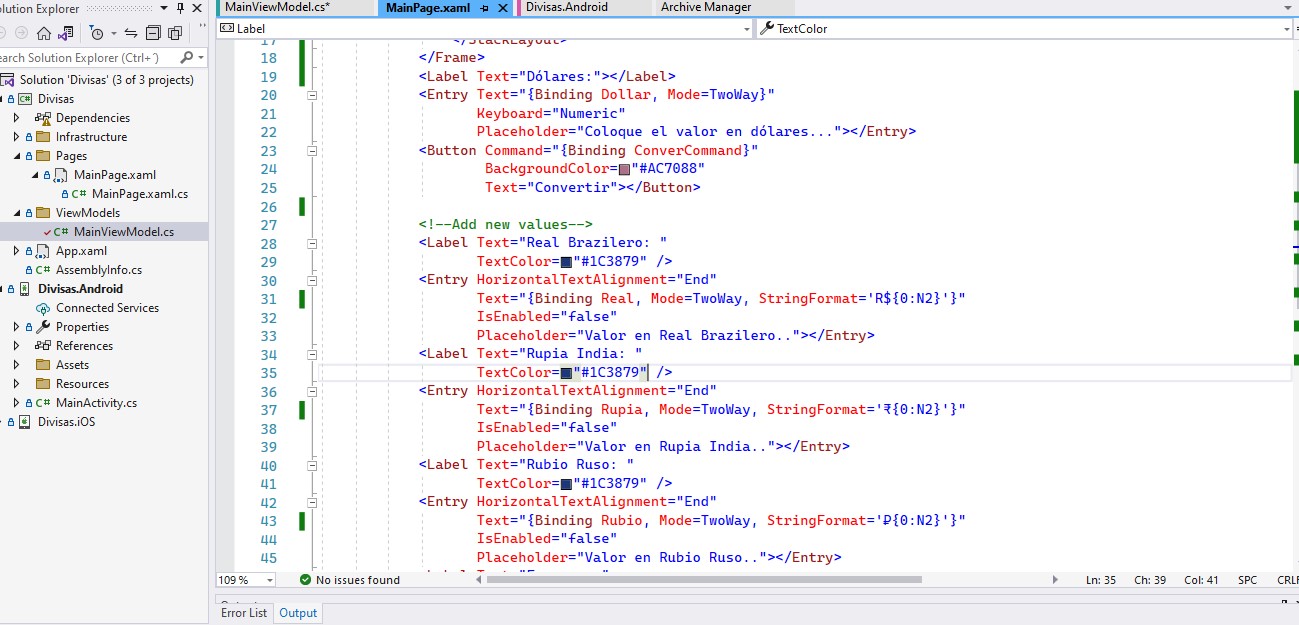 Solution Explorer
Search Solution Explorer (Ctrl+¨)
Solution 'Divisas' (3 of 3 projects)
Divisas
Dependencies
Infrastructure
Pages
MainPage.xaml
C# MainPage.xaml.cs
ViewModels
C# MainViewModel.cs
App.xaml
C# AssemblyInfo.cs
Divisas.Android
Connected Services
Properties
References
Assets
Resources
C# MainActivity.cs
Divisas.iOS
MainViewModel.cs*
MainPage.xaml
Divisas.Android
Archive Manager
Label
TextColor
17 </StackLayout>
18 </Frame>
19 <Label Text="Dólares:"></Label>
20 <Entry Text="{Binding Dollar, Mode=TwoWay}"
21 Keyboard="Numeric"
22 Placeholder="Coloque el valor en dólares..."></Entry>
23 <Button Command="{Binding ConverCommand}"
24 BackgroundColor="#AC7088"
25 Text="Convertir"></Button>
26
27 <!--Add new values-->
28 <Label Text="Real Brazilero: "
29 TextColor="#1C3879" />
30 <Entry HorizontalTextAlignment="End"
31 Text="{Binding Real, Mode=TwoWay, StringFormat='R${0:N2}'}"
32 IsEnabled="false"
33 Placeholder="Valor en Real Brazilero.."></Entry>
34 <Label Text="Rupia India: "
35 TextColor="#1C3879" />
36 <Entry HorizontalTextAlignment="End"
37 Text="{Binding Rupia, Mode=TwoWay, StringFormat='₹{0:N2}'}"
38 IsEnabled="false"
39 Placeholder="Valor en Rupia India.."></Entry>
40 <Label Text="Rubio Ruso: "
41 TextColor="#1C3879" />
42 <Entry HorizontalTextAlignment="End"
43 Text="{Binding Rubio, Mode=TwoWay, StringFormat='₽{0:N2}'}"
44 IsEnabled="false"
45 Placeholder="Valor en Rubio Ruso.."></Entry>
109 %
No issues found
Ln: 35 Ch: 39 Col: 41 SPC CRLF
Error List
Output